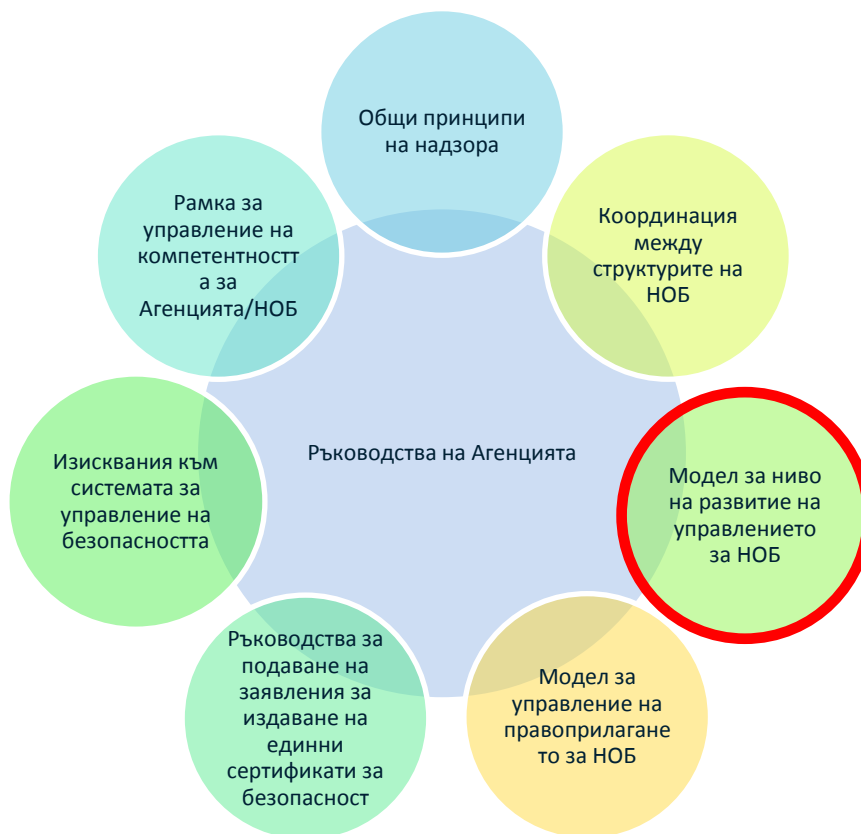 Общи принципи
на надзора
Координация
между
структурите на
НОБ
Модел за ниво
на развитие на
управлението
за НОБ
Модел за
управление на
правоприлагане
то за НОБ
Ръководства за
подаване на
заявления за
издаване на
единни
сертификати за
безопасност
Изисквания към
системата за
управление на
безопасността
Рамка за
управление на
компетентностт
а за
Агенцията/НОБ
Ръководства на Агенцията